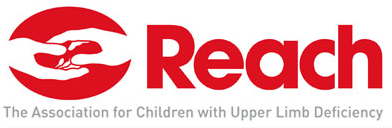 Reach
The Association for Children with Upper Limb Deficiency